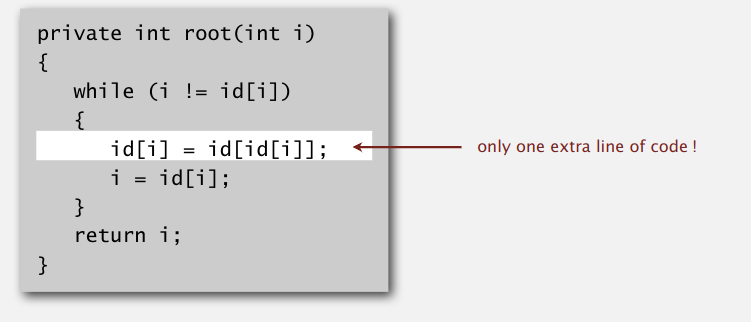 private int root(int i)
{
while (i != id[i])
{
id[i] = id[id[i]];
only one extra line of code !
i = id[i];
}
return i;
}